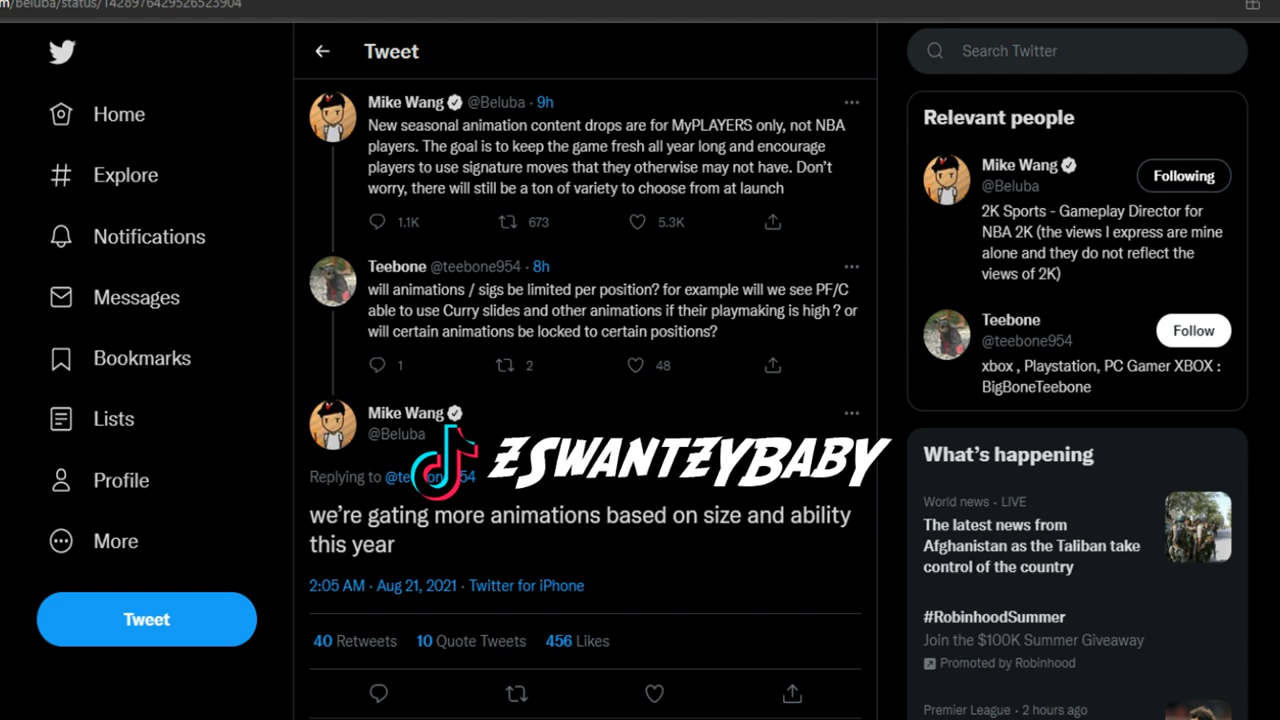 m/Beluba/status/1428976429526523904
Tweet
Search Twitter
Home
Explore
Notifications
Messages
Bookmarks
Lists
Profile
More
Tweet
Mike Wang @Beluba · 9h
New seasonal animation content drops are for MyPLAYERS only, not NBA
players. The goal is to keep the game fresh all year long and encourage
players to use signature moves that they otherwise may not have. Don't
worry, there will still be a ton of variety to choose from at launch
1.1K 673 5.3K
Teebone @teebone954 · 8h
will animations / sigs be limited per position? for example will we see PF/C
able to use Curry slides and other animations if their playmaking is high ? or
will certain animations be locked to certain positions?
1 2 48
Mike Wang
@Beluba
ZSWANTZYBABY
Replying to @teebone954
we're gating more animations based on size and ability
this year
2:05 AM · Aug 21, 2021 · Twitter for iPhone
40 Retweets 10 Quote Tweets 456 Likes
Relevant people
Mike Wang
@Beluba
Following
2K Sports - Gameplay Director for
NBA 2K (the views I express are mine
alone and they do not reflect the
views of 2K)
Teebone
@teebone954
Follow
xbox , Playstation, PC Gamer XBOX :
BigBoneTeebone
What's happening
World news · LIVE
The latest news from
Afghanistan as the Taliban take
control of the country
#RobinhoodSummer
Join the $100K Summer Giveaway
Promoted by Robinhood
Premier League · 2 hours ago